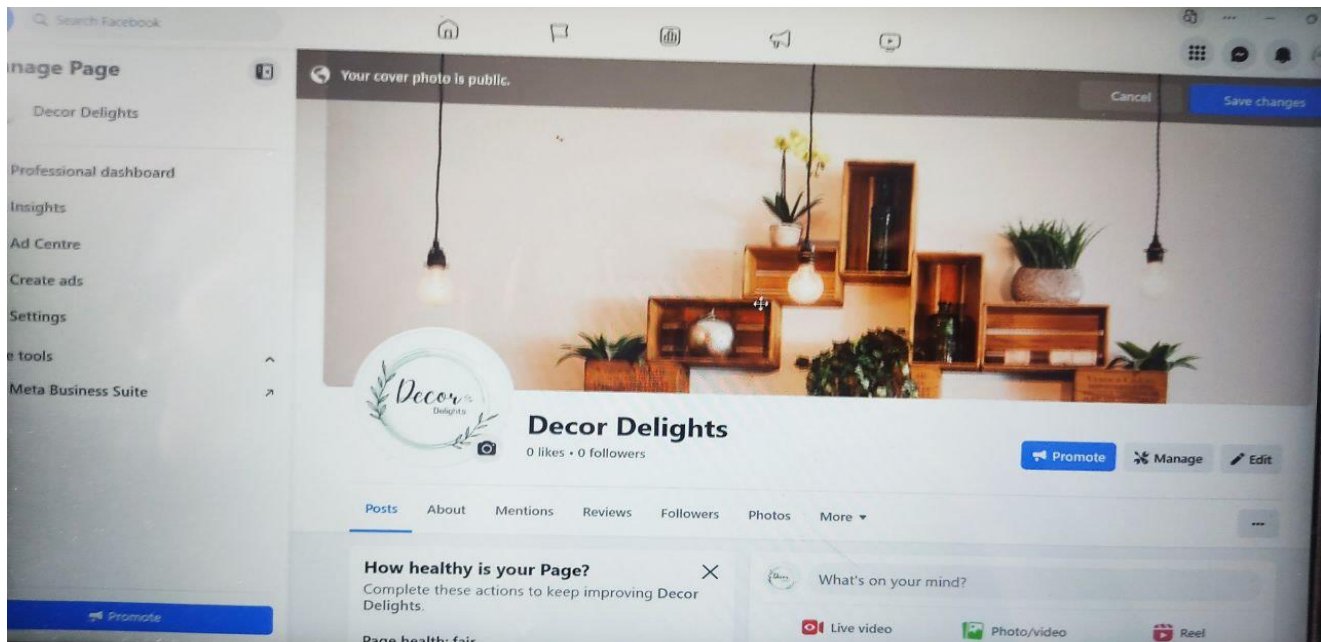 Search Facebook
nage Page
Decor Delights
Professional dashboard
Insights
Ad Centre
Create ads
Settings
e tools
Meta Business Suite
Promote
Your cover photo is public.
Cancel
Save changes
Decor
Delights
Decor Delights
0 likes • 0 followers
Promote
Manage
Edit
Posts
About
Mentions
Reviews
Followers
Photos
More
How healthy is your Page?
Complete these actions to keep improving Decor
Delights.
Page health: fair
What's on your mind?
Live video
Photo/video
Reel